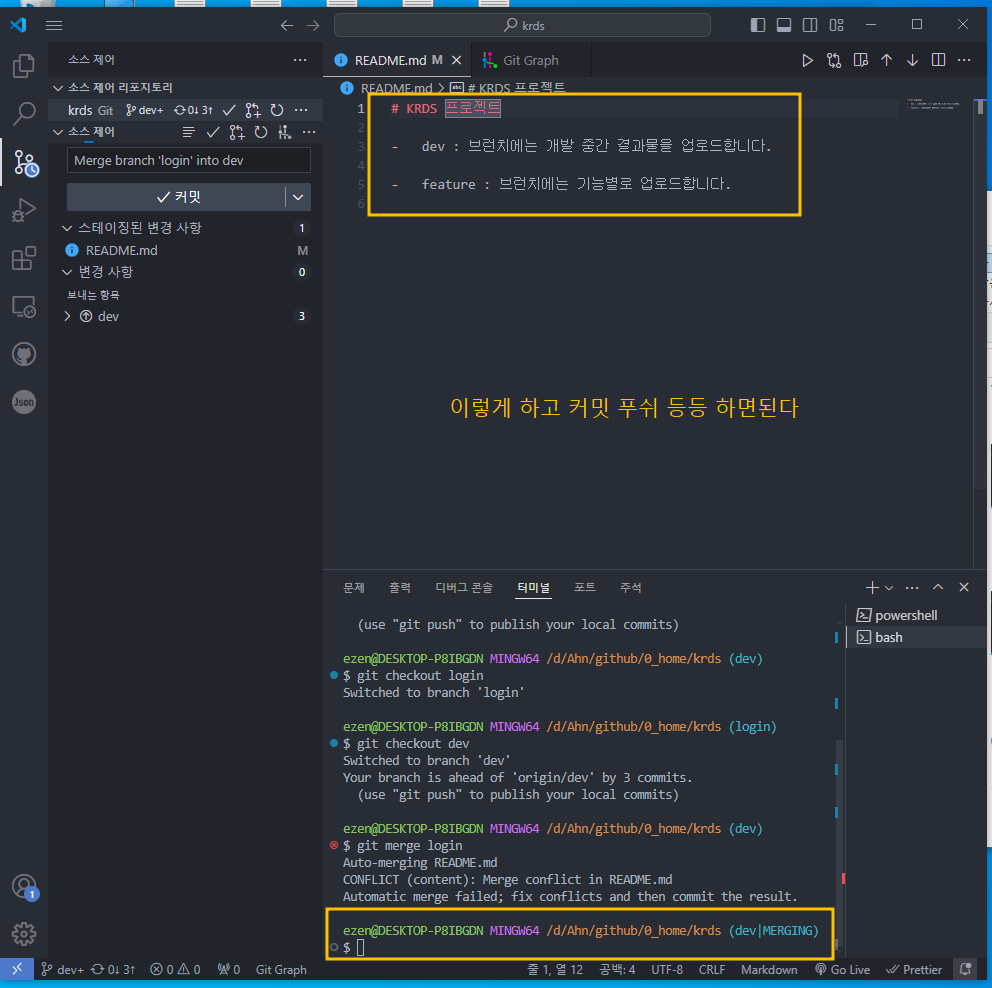 krds
소스 제어
소스 제어 리포지토리
krds Git dev+ 0↓ 3↑
소스 제어
Merge branch 'login' into dev
커밋
스테이징된 변경 사항 1
README.md M
변경 사항 0
보내는 항목
dev 3
Json
1
README.md M
Git Graph
README.md > # KRDS 프로젝트
1 # KRDS 프로젝트
2
3 - dev : 브런치에는 개발 중간 결과물을 업로드합니다.
4
5 - feature : 브런치에는 기능별로 업로드합니다.
6
이렇게 하고 커밋 푸쉬 등등 하면된다
문제 출력 디버그 콘솔 터미널 포트 주석
powershell
bash
(use "git push" to publish your local commits)
ezen@DESKTOP-P8IBGDN MINGW64 /d/Ahn/github/0_home/krds (dev)
$ git checkout login
Switched to branch 'login'
ezen@DESKTOP-P8IBGDN MINGW64 /d/Ahn/github/0_home/krds (login)
$ git checkout dev
Switched to branch 'dev'
Your branch is ahead of 'origin/dev' by 3 commits.
(use "git push" to publish your local commits)
ezen@DESKTOP-P8IBGDN MINGW64 /d/Ahn/github/0_home/krds (dev)
$ git merge login
Auto-merging README.md
CONFLICT (content): Merge conflict in README.md
Automatic merge failed; fix conflicts and then commit the result.
ezen@DESKTOP-P8IBGDN MINGW64 /d/Ahn/github/0_home/krds (dev|MERGING)
$
dev+ 0↓ 3↑ 0 0 0 Git Graph 줄 1, 열 12 공백: 4 UTF-8 CRLF Markdown Go Live Prettier